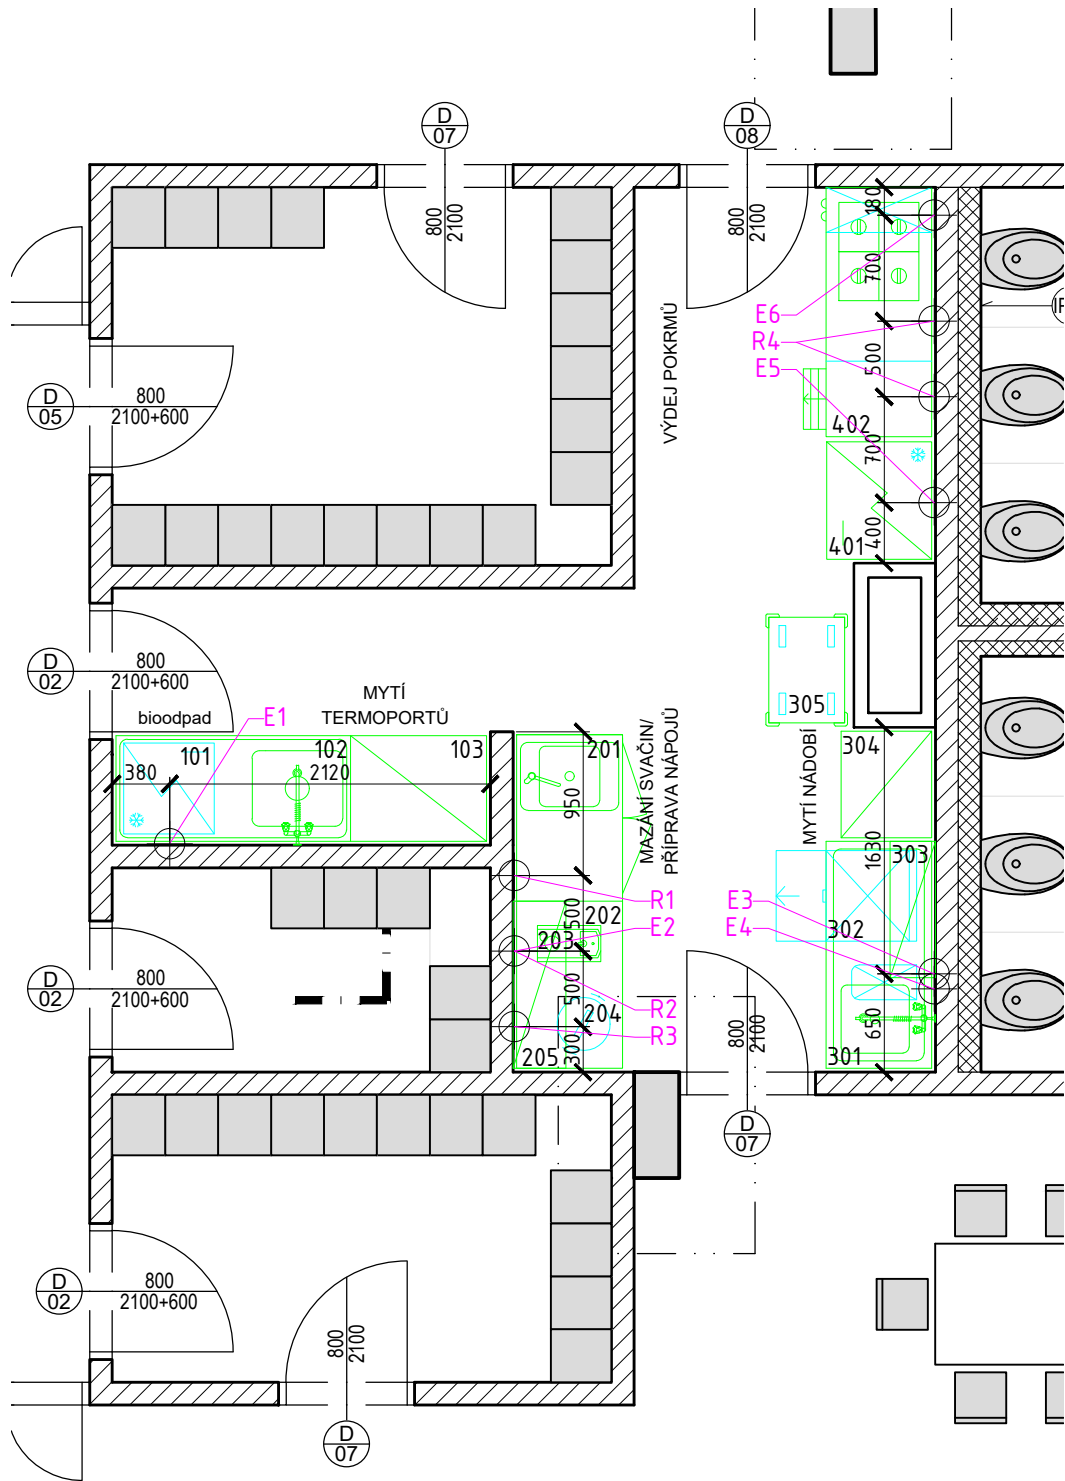 D
07
D
08
800
2100
800
2100
180
700
E6
R4
E5
500
VÝDEJ POKRMŮ
402
700
401
400
D
05
800
2100+600
D
02
800
2100+600
MYTÍ
TERMOPORTŮ
bioodpad
E1
101
102
103
380
2120
201
950
MAZÁNÍ SVAČIN/
PŘÍPRAVA NÁPOJŮ
305
304
MYTÍ NÁDOBÍ
1630
303
302
R1
E2
E3
E4
500
202
203
500
R2
R3
204
205
300
650
301
D
02
800
2100+600
800
2100
D
07
D
02
800
2100+600
800
2100
D
07